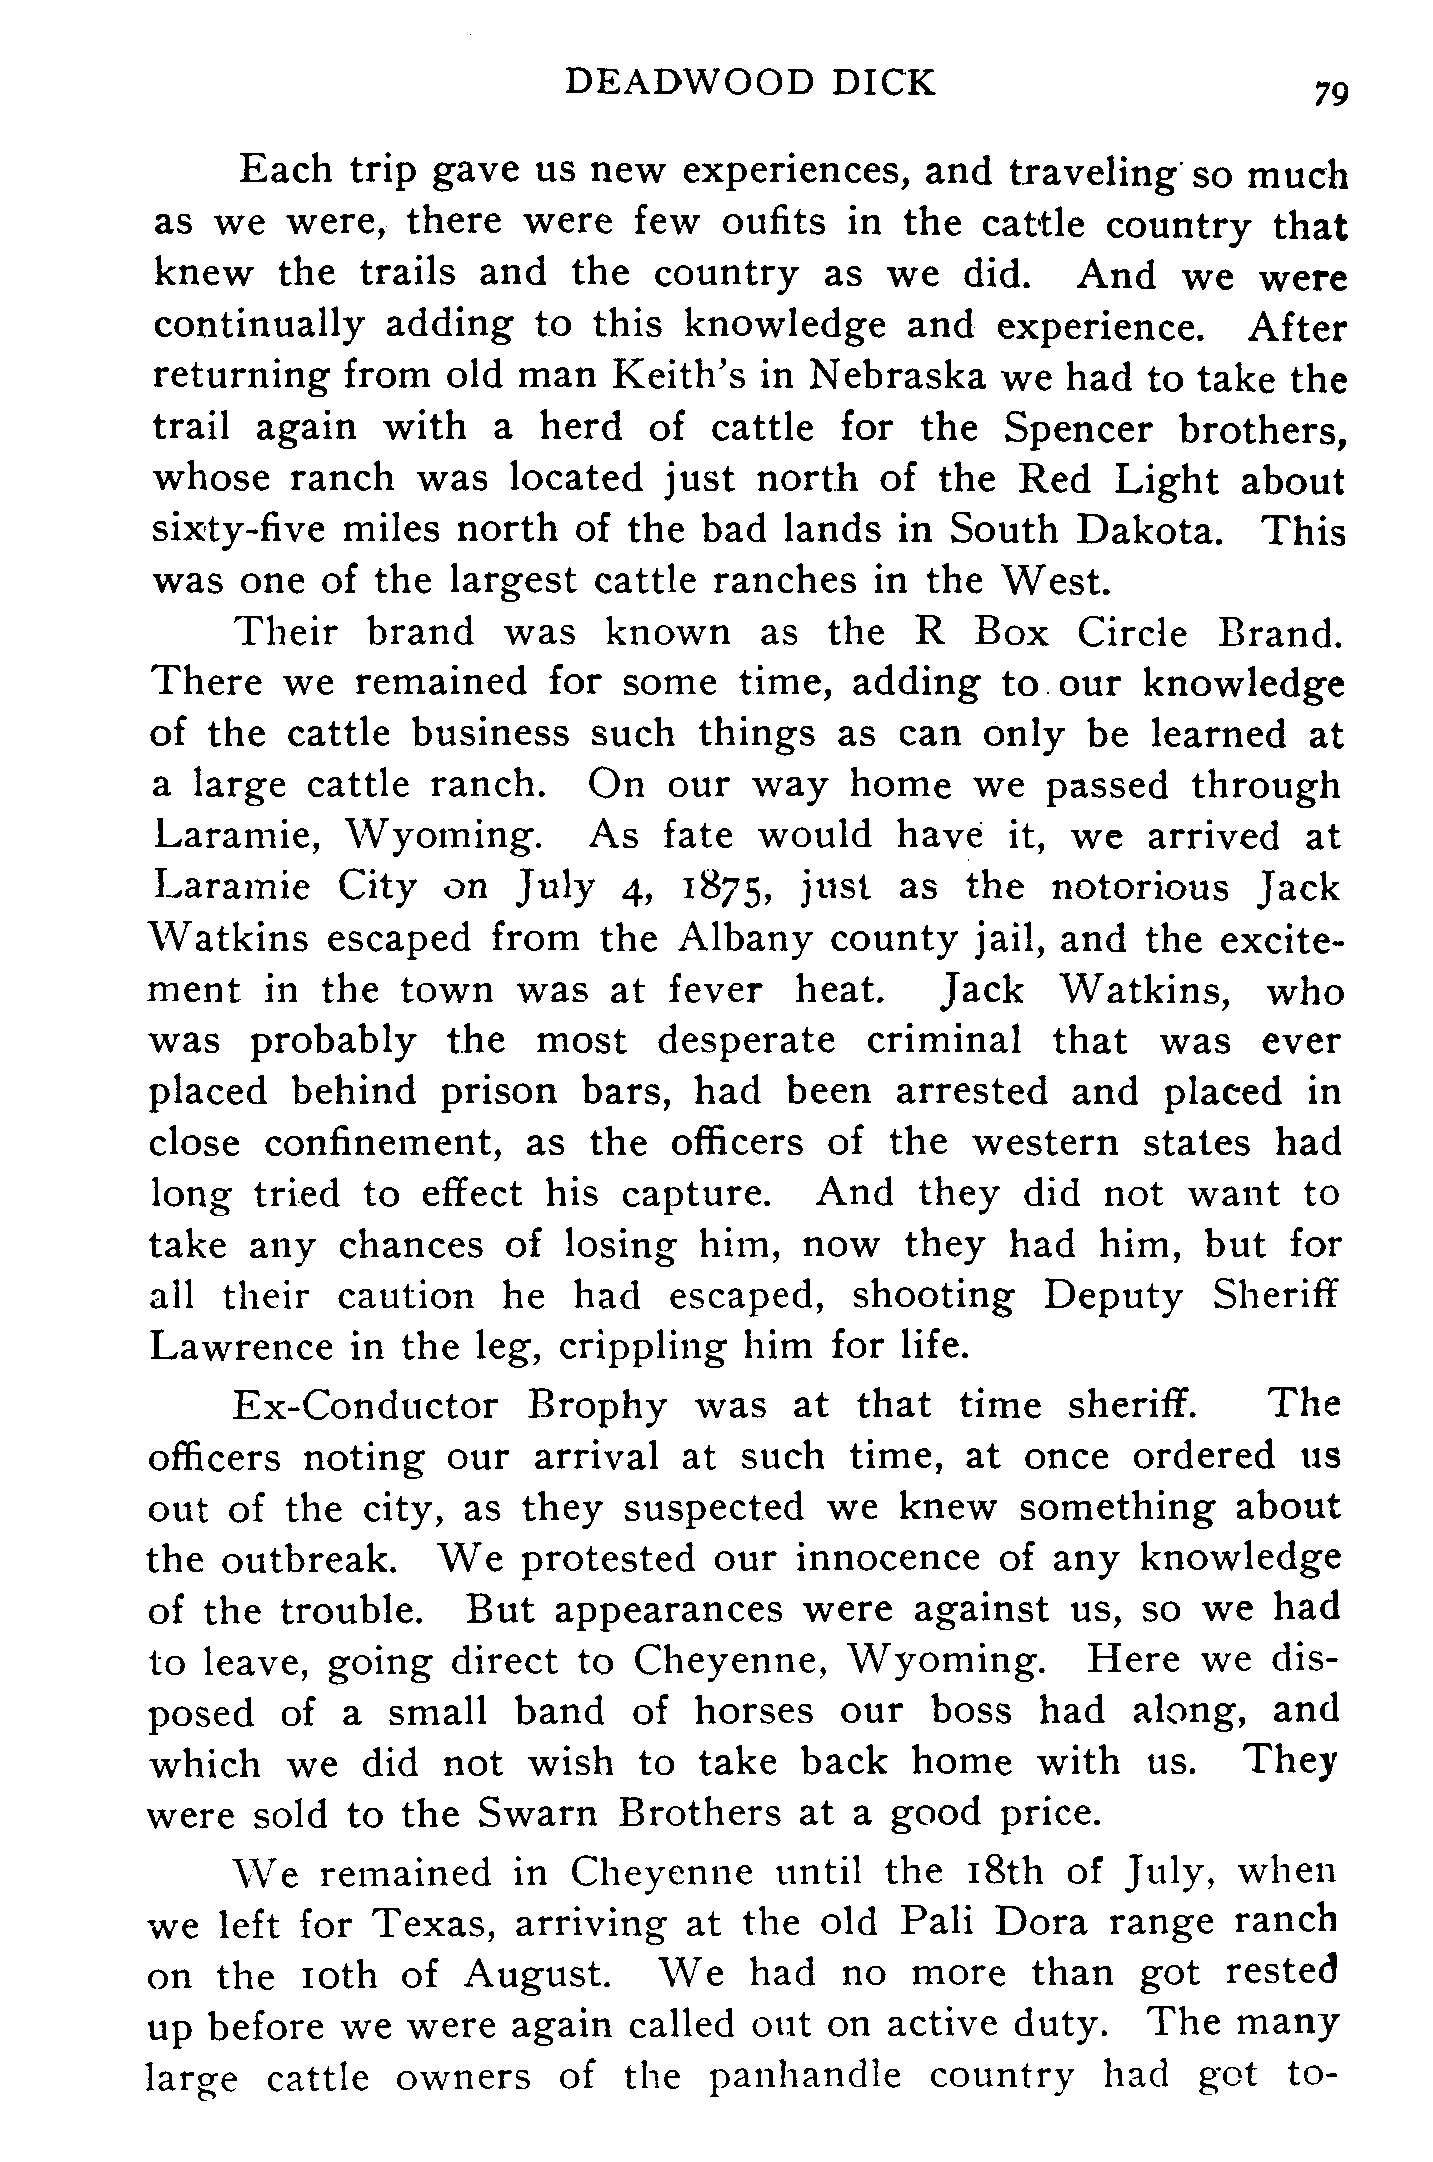 DEADWOOD DICK 79
Each trip gave us new experiences, and traveling so much
as we were, there were few oufits in the cattle country that
knew the trails and the country as we did. And we were
continually adding to this knowledge and experience. After
returning from old man Keith's in Nebraska we had to take the
trail again with a herd of cattle for the Spencer brothers,
whose ranch was located just north of the Red Light about
sixty-five miles north of the bad lands in South Dakota. This
was one of the largest cattle ranches in the West.
Their brand was known as the R Box Circle Brand.
There we remained for some time, adding to our knowledge
of the cattle business such things as can only be learned at
a large cattle ranch. On our way home we passed through
Laramie, Wyoming. As fate would have it, we arrived at
Laramie City on July 4, 1875, just as the notorious Jack
Watkins escaped from the Albany county jail, and the excite-
ment in the town was at fever heat. Jack Watkins, who
was probably the most desperate criminal that was ever
placed behind prison bars, had been arrested and placed in
close confinement, as the officers of the western states had
long tried to effect his capture. And they did not want to
take any chances of losing him, now they had him, but for
all their caution he had escaped, shooting Deputy Sheriff
Lawrence in the leg, crippling him for life.
Ex-Conductor Brophy was at that time sheriff. The
officers noting our arrival at such time, at once ordered us
out of the city, as they suspected we knew something about
the outbreak. We protested our innocence of any knowledge
of the trouble. But appearances were against us, so we had
to leave, going direct to Cheyenne, Wyoming. Here we dis-
posed of a small band of horses our boss had along, and
which we did not wish to take back home with us. They
were sold to the Swarn Brothers at a good price.
We remained in Cheyenne until the 18th of July, when
we left for Texas, arriving at the old Pali Dora range ranch
on the 10th of August. We had no more than got rested
up before we were again called out on active duty. The many
large cattle owners of the panhandle country had got to-